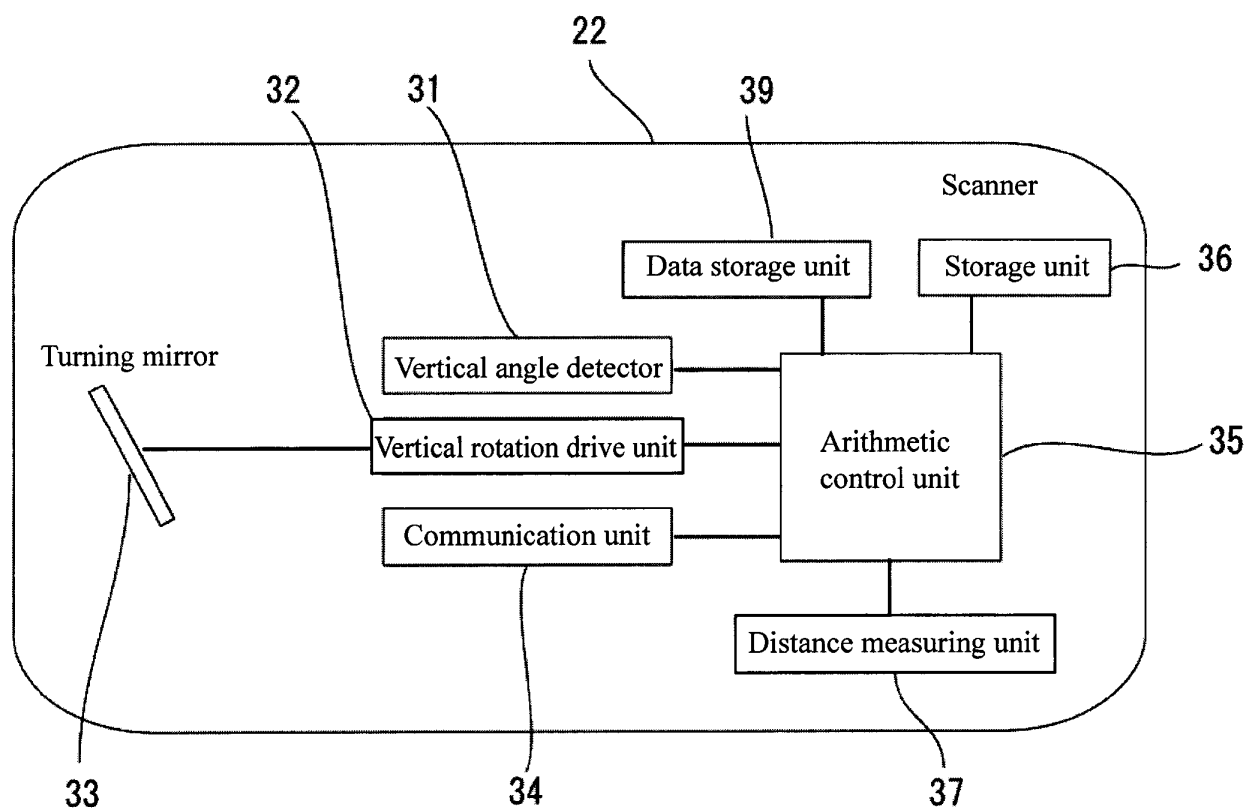 22
39
32
31
Scanner
36
Data storage unit
Storage unit
Turning mirror
Vertical angle detector
Vertical rotation drive unit
Arithmetic
control unit
35
Communication unit
Distance measuring unit
33
34
37